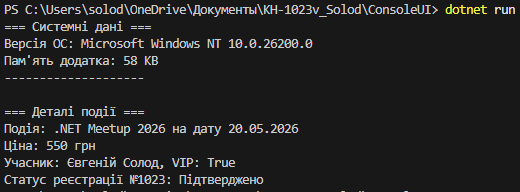 PS C:\Users\solod\OneDrive\Документы\КН-1023v_Solod\ConsoleUI> dotnet run
=== Системні дані ===
Версія ОС: Microsoft Windows NT 10.0.26200.0
Пам'ять додатка: 58 KB
-------------------

=== Деталі події ===
Подія: .NET Meetup 2026 на дату 20.05.2026
Ціна: 550 грн
Учасник: Євгеній Солод, VIP: True
Статус реєстрації №1023: Підтверджено